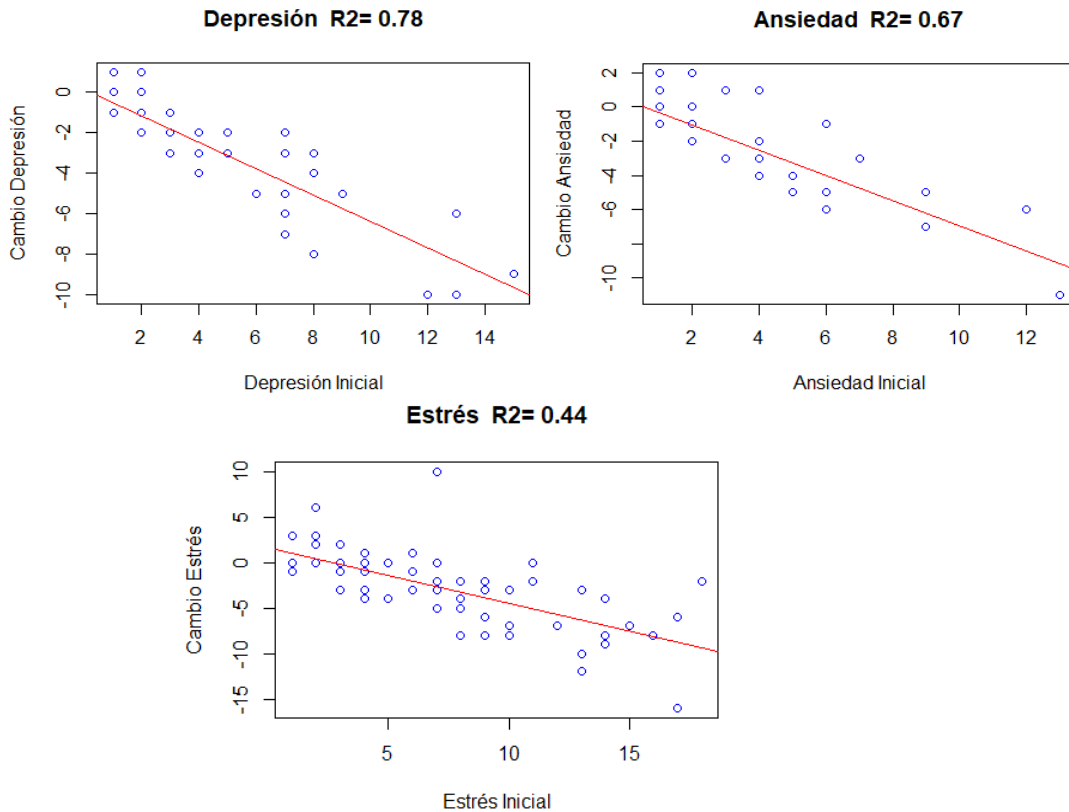 Depresión R2= 0.78
Cambio Depresión
0
-2
-4
-6
-8
-10
2 4 6 8 10 12 14
Depresión Inicial
Ansiedad R2= 0.67
Cambio Ansiedad
2
0
-2
-4
-6
-10
2 4 6 8 10 12
Ansiedad Inicial
Estrés R2= 0.44
Cambio Estrés
10
5
0
-5
-10
-15
5 10 15
Estrés Inicial